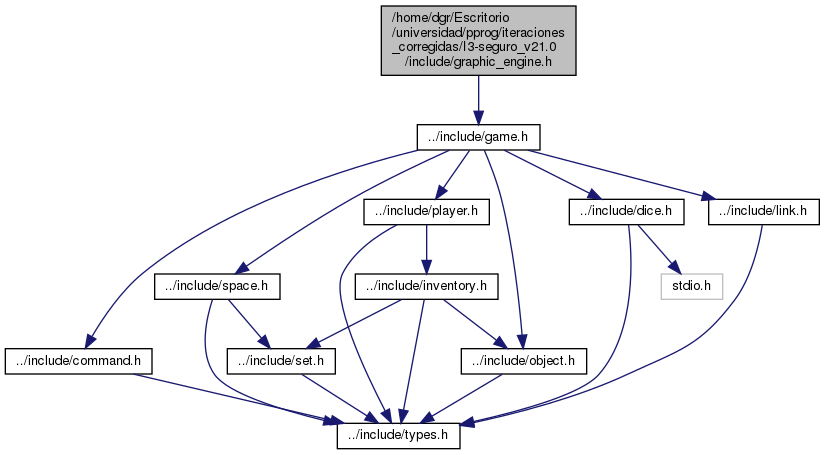 /home/dgr/Escritorio
/universidad/pprog/iteraciones
_corregidas/I3-seguro_v21.0
/include/graphic_engine.h
../include/game.h
../include/player.h
../include/dice.h
../include/link.h
../include/space.h
../include/inventory.h
stdio.h
../include/command.h
../include/set.h
../include/object.h
../include/types.h